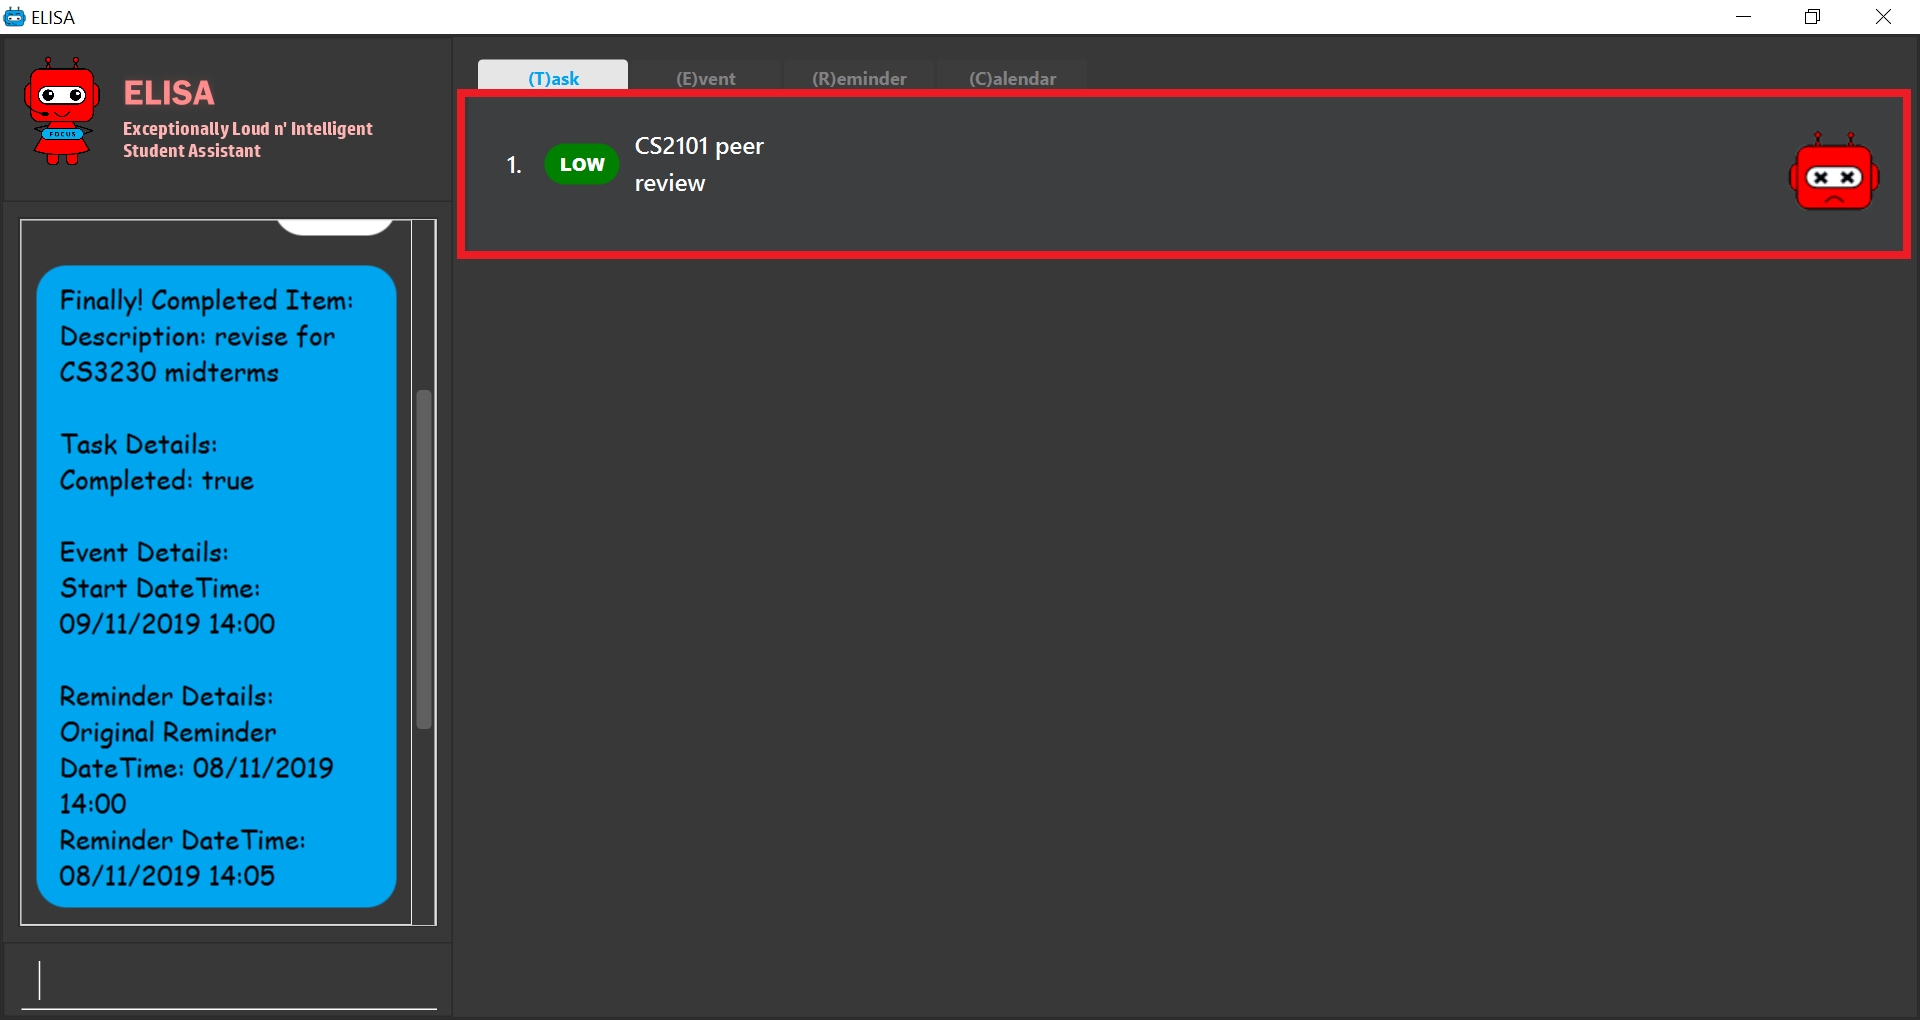 ELISA
ELISA
Exceptionally Loud n' Intelligent
Student Assistant
FOCUS
(T)ask
(E)vent
(R)eminder
(C)alendar
1.
LOW
CS2101 peer
review
Finally! Completed Item:
Description: revise for
CS3230 midterms
Task Details:
Completed: true
Event Details:
Start DateTime:
09/11/2019 14:00
Reminder Details:
Original Reminder
DateTime: 08/11/2019
14:00
Reminder DateTime:
08/11/2019 14:05